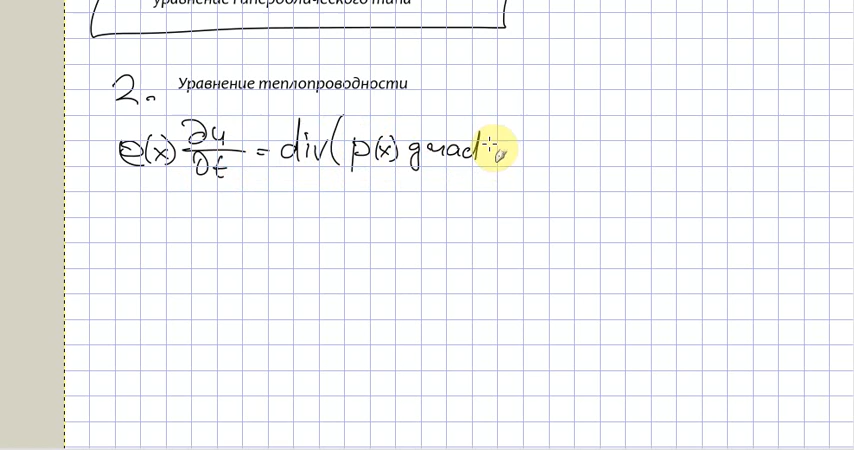 уравнение гиперболического типа
2. Уравнение теплопроводности
ρ(x) ∂u/∂t = div( p(x) grad